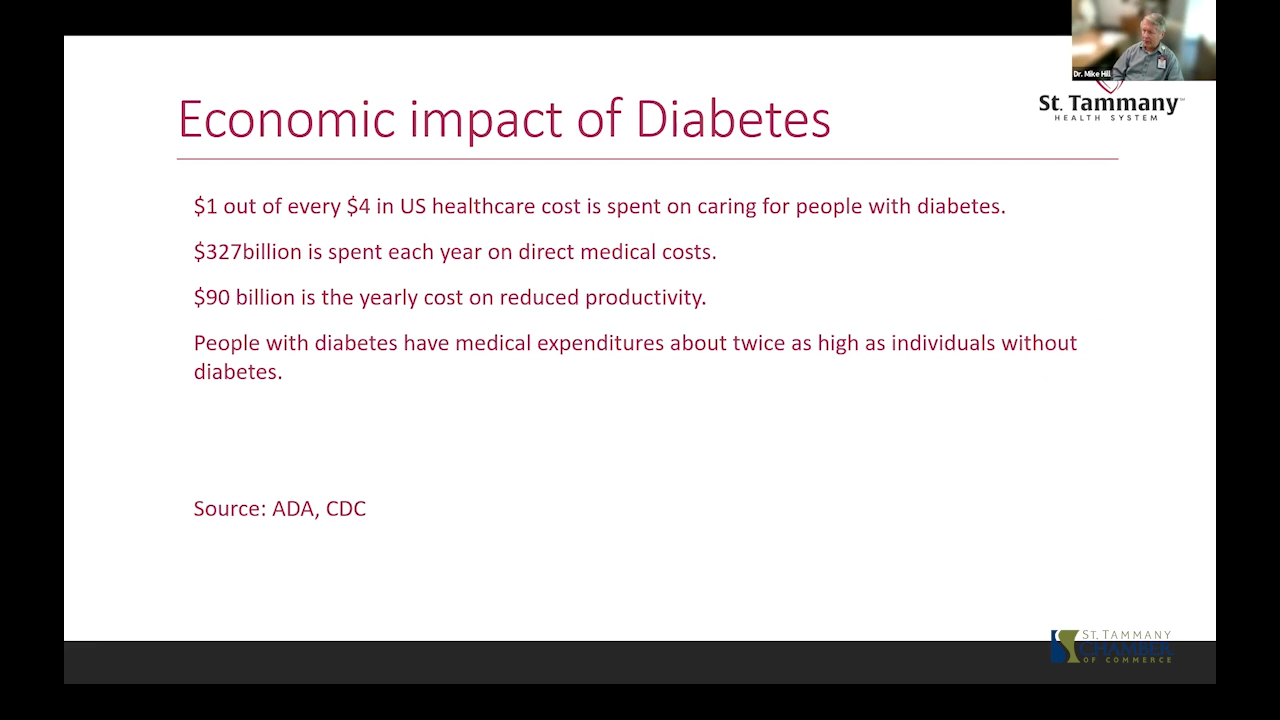 Dr. Mike Hill
St. Tammany
HEALTH SYSTEM
Economic impact of Diabetes
$1 out of every $4 in US healthcare cost is spent on caring for people with diabetes.
$327billion is spent each year on direct medical costs.
$90 billion is the yearly cost on reduced productivity.
People with diabetes have medical expenditures about twice as high as individuals without
diabetes.
Source: ADA, CDC
ST. TAMMANY
CHAMBER
OF COMMERCE